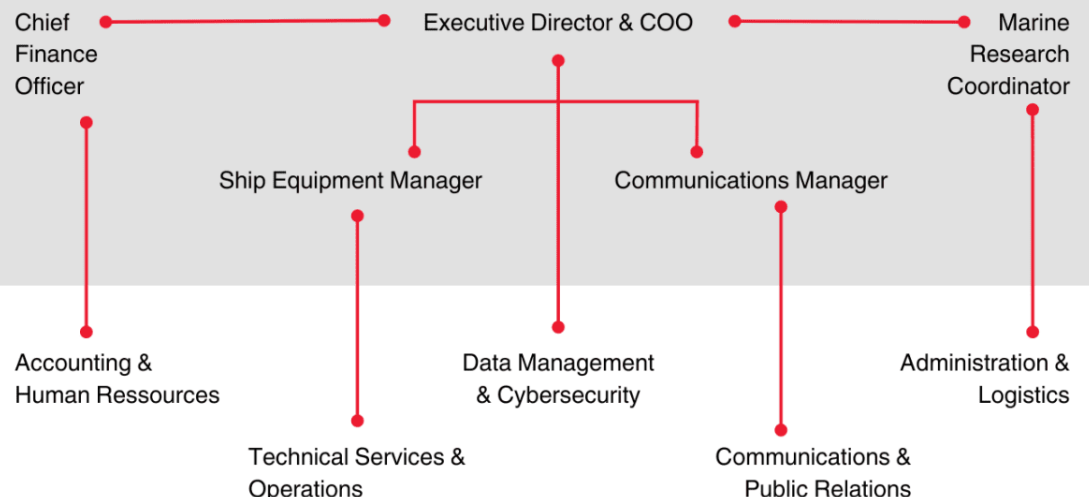 Chief
Finance
Officer
Executive Director & COO
Marine
Research
Coordinator
Ship Equipment Manager
Communications Manager
Accounting &
Human Ressources
Data Management
& Cybersecurity
Administration &
Logistics
Technical Services &
Operations
Communications &
Public Relations